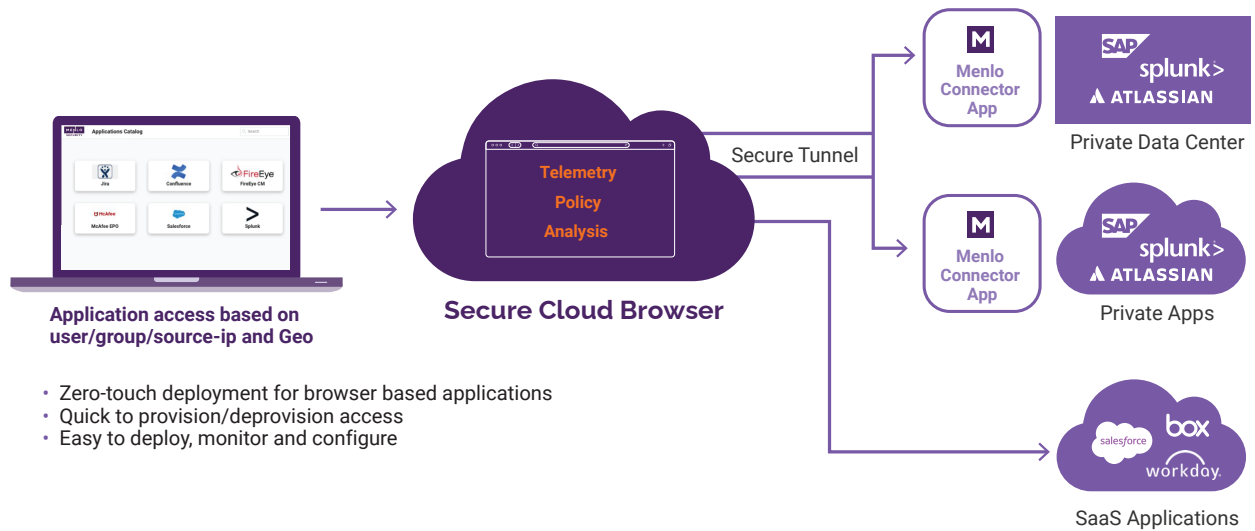 MENLO
SECURITY
Applications Catalog
Search
Jira
Confluence
FireEye
FireEye CM
McAfee
McAfee EPO
Salesforce
Splunk
Application access based on
user/group/source-ip and Geo
Telemetry
Policy
Analysis
Secure Cloud Browser
Secure Tunnel
M
Menlo
Connector
App
SAP
splunk>
ATLASSIAN
Private Data Center
M
Menlo
Connector
App
SAP
splunk>
ATLASSIAN
Private Apps
• Zero-touch deployment for browser based applications
• Quick to provision/deprovision access
• Easy to deploy, monitor and configure
salesforce
box
workday.
SaaS Applications